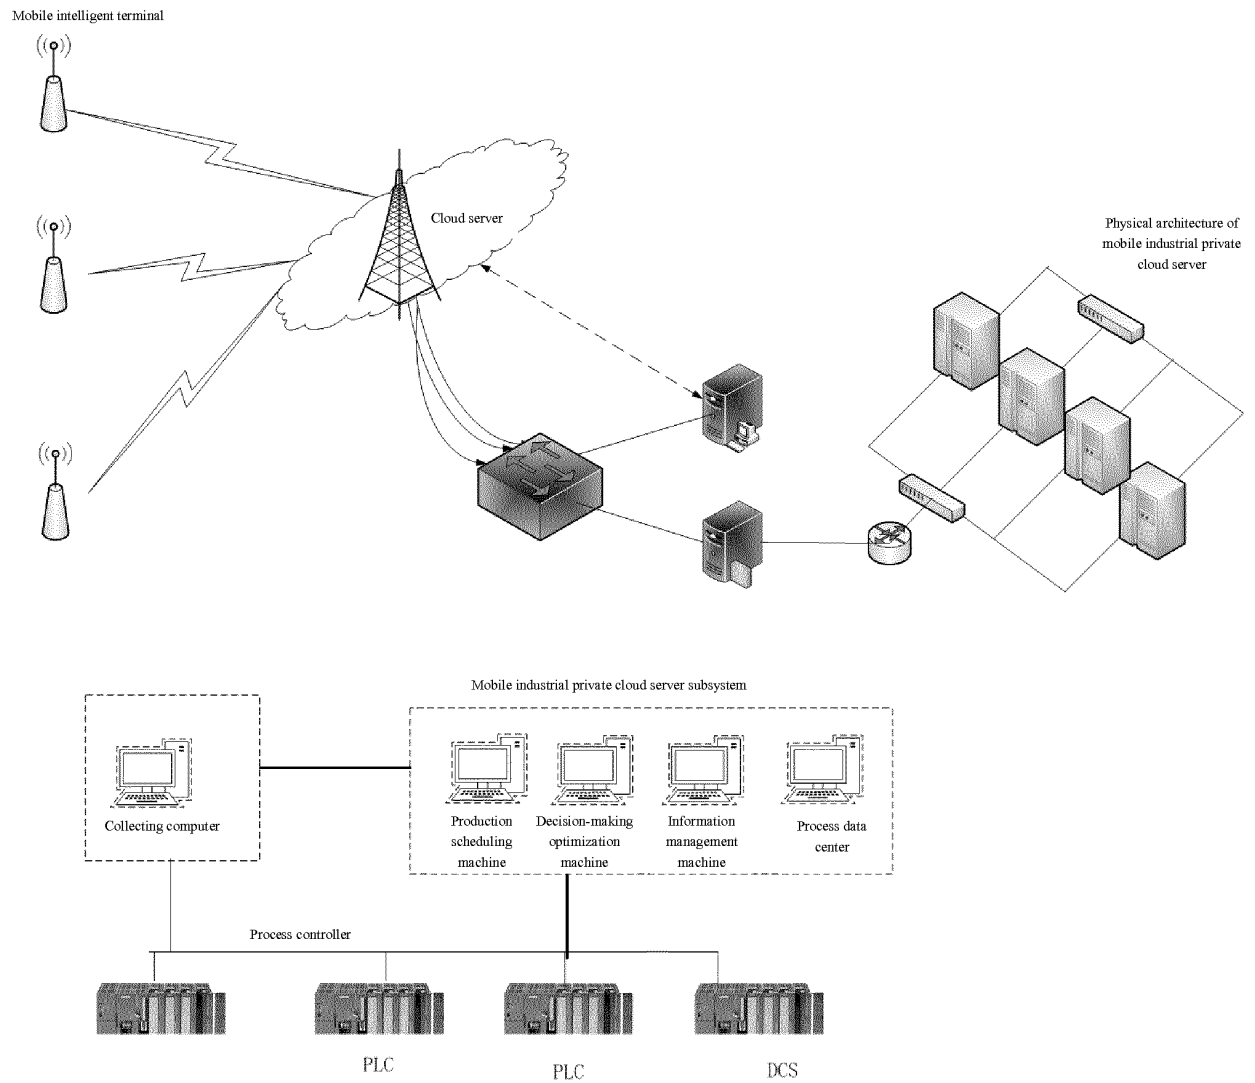 Mobile intelligent terminal
Cloud server
Physical architecture of
mobile industrial private
cloud server
Mobile industrial private cloud server subsystem
Collecting computer
Production
scheduling
machine
Decision-making
optimization
machine
Information
management
machine
Process data
center
Process controller
PLC
PLC
DCS